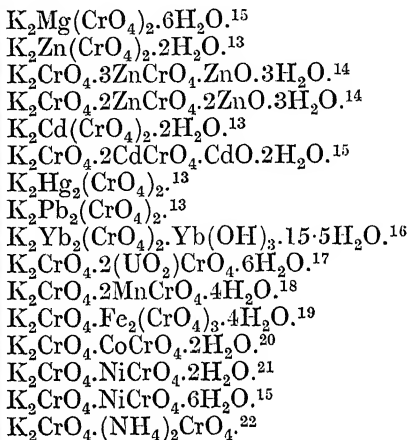 K₂Mg(CrO₄)₂.6H₂O.¹⁵
K₂Zn(CrO₄)₂.2H₂O.¹³
K₂CrO₄.3ZnCrO₄.ZnO.3H₂O.¹⁴
K₂CrO₄.2ZnCrO₄.2ZnO.3H₂O.¹⁴
K₂Cd(CrO₄)₂.2H₂O.¹³
K₂CrO₄.2CdCrO₄.CdO.2H₂O.¹⁵
K₂Hg₂(CrO₄)₂.¹³
K₂Pb₂(CrO₄)₂.¹³
K₂Yb₂(CrO₄)₂.Yb(OH)₃.15·5H₂O.¹⁶
K₂CrO₄.2(UO₂)CrO₄.6H₂O.¹⁷
K₂CrO₄.2MnCrO₄.4H₂O.¹⁸
K₂CrO₄.Fe₂(CrO₄)₃.4H₂O.¹⁹
K₂CrO₄.CoCrO₄.2H₂O.²⁰
K₂CrO₄.NiCrO₄.2H₂O.²¹
K₂CrO₄.NiCrO₄.6H₂O.¹⁵
K₂CrO₄.(NH₄)₂CrO₄.²²